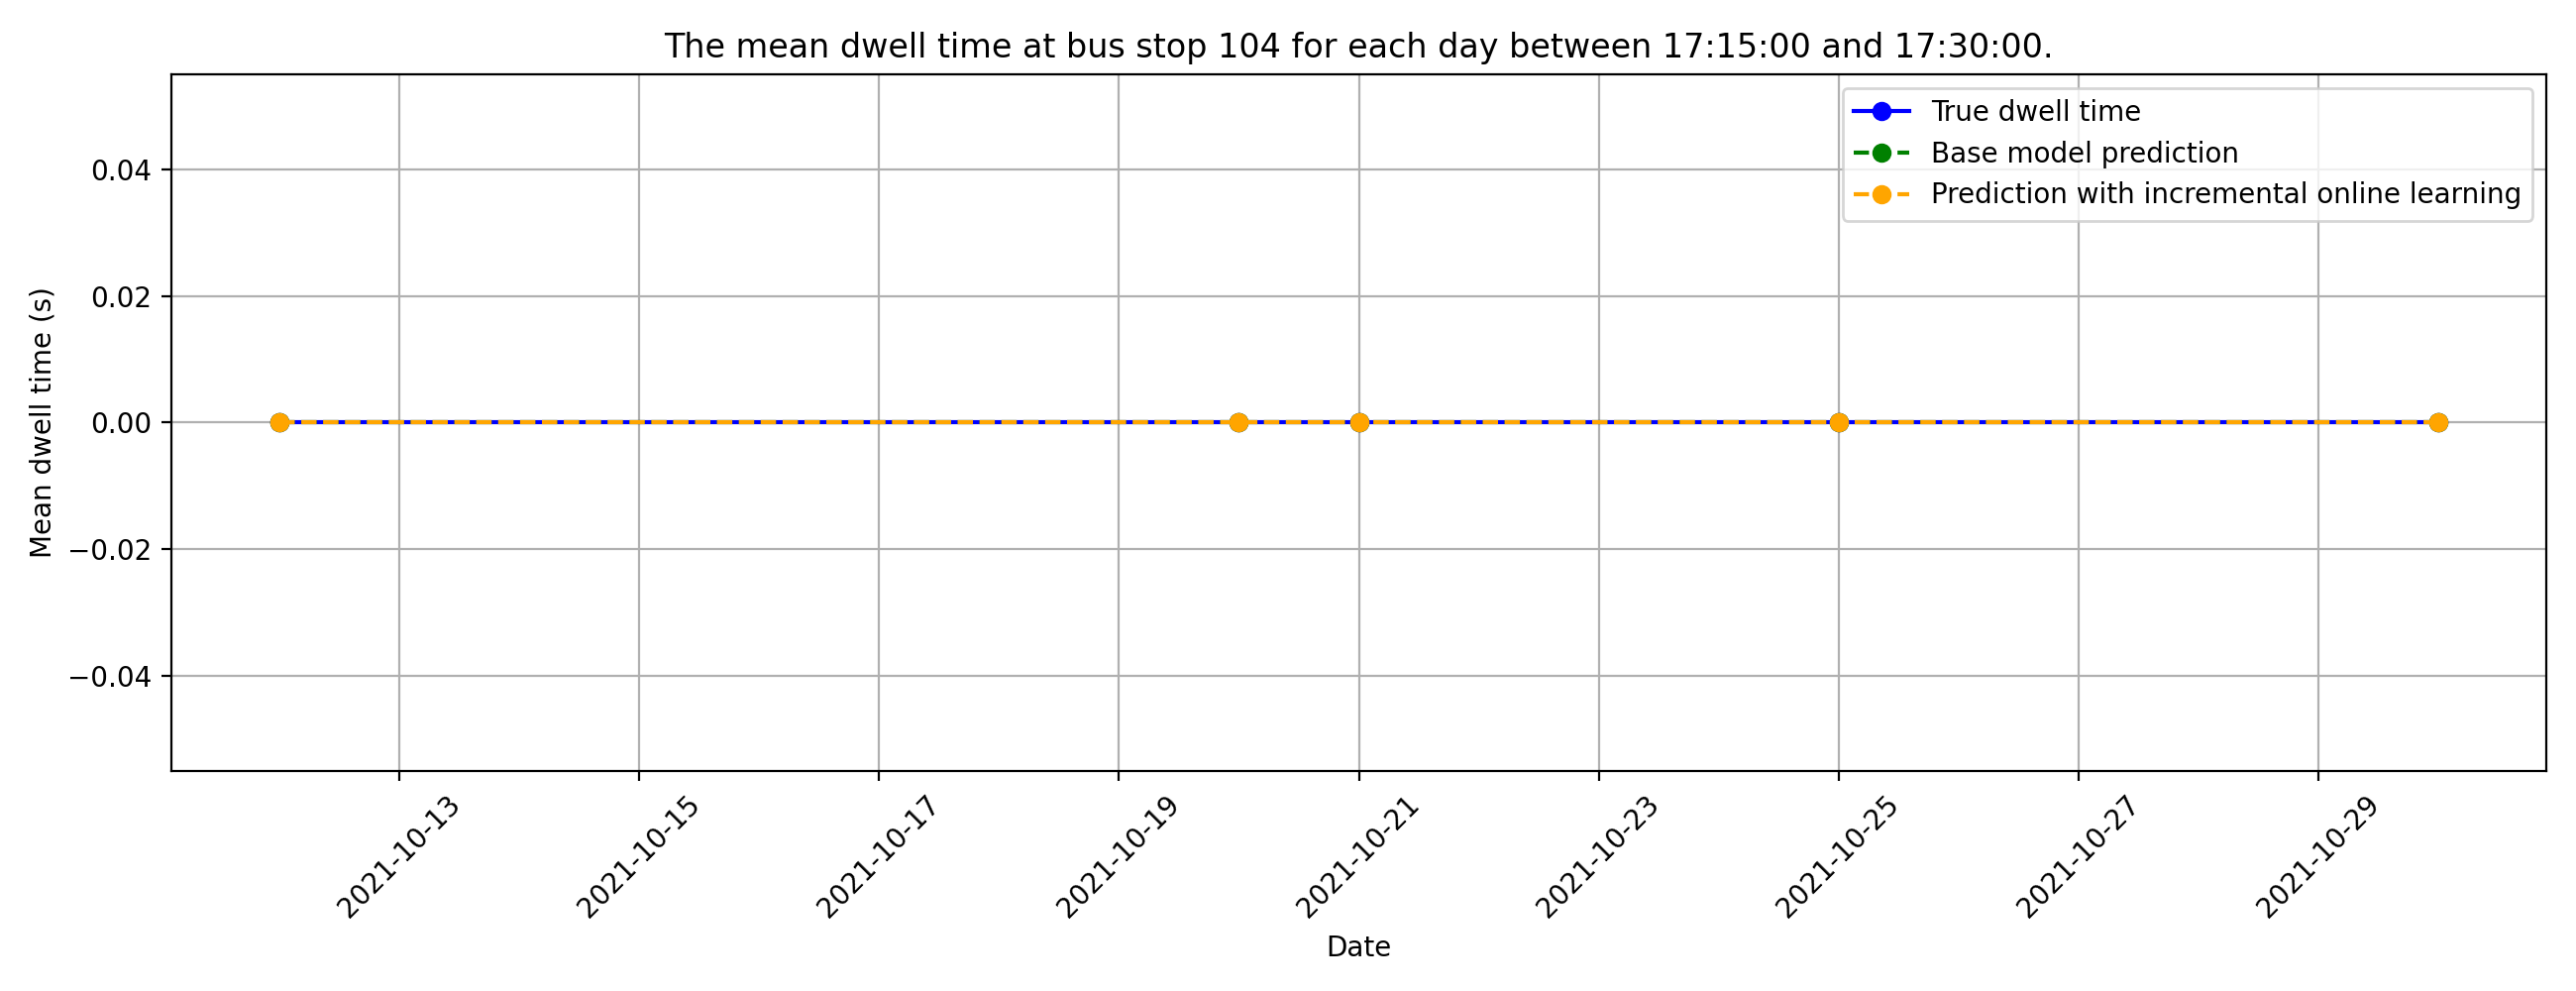 The mean dwell time at bus stop 104 for each day between 17:15:00 and 17:30:00.
True dwell time
Base model prediction
Prediction with incremental online learning
Mean dwell time (s)
0.04
0.02
0.00
−0.02
−0.04
2021-10-13
2021-10-15
2021-10-17
2021-10-19
2021-10-21
2021-10-23
2021-10-25
2021-10-27
2021-10-29
Date